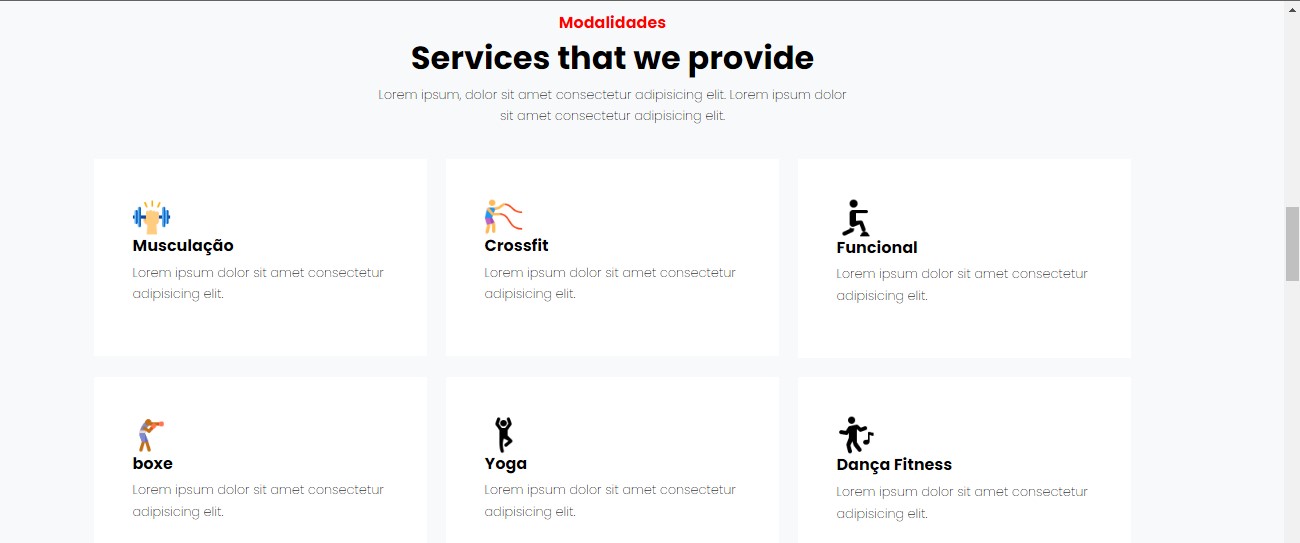 Modalidades
Services that we provide
Lorem ipsum, dolor sit amet consectetur adipisicing elit. Lorem ipsum dolor
sit amet consectetur adipisicing elit.
Musculação
Lorem ipsum dolor sit amet consectetur
adipisicing elit.
Crossfit
Lorem ipsum dolor sit amet consectetur
adipisicing elit.
Funcional
Lorem ipsum dolor sit amet consectetur
adipisicing elit.
boxe
Lorem ipsum dolor sit amet consectetur
adipisicing elit.
Yoga
Lorem ipsum dolor sit amet consectetur
adipisicing elit.
Dança Fitness
Lorem ipsum dolor sit amet consectetur
adipisicing elit.